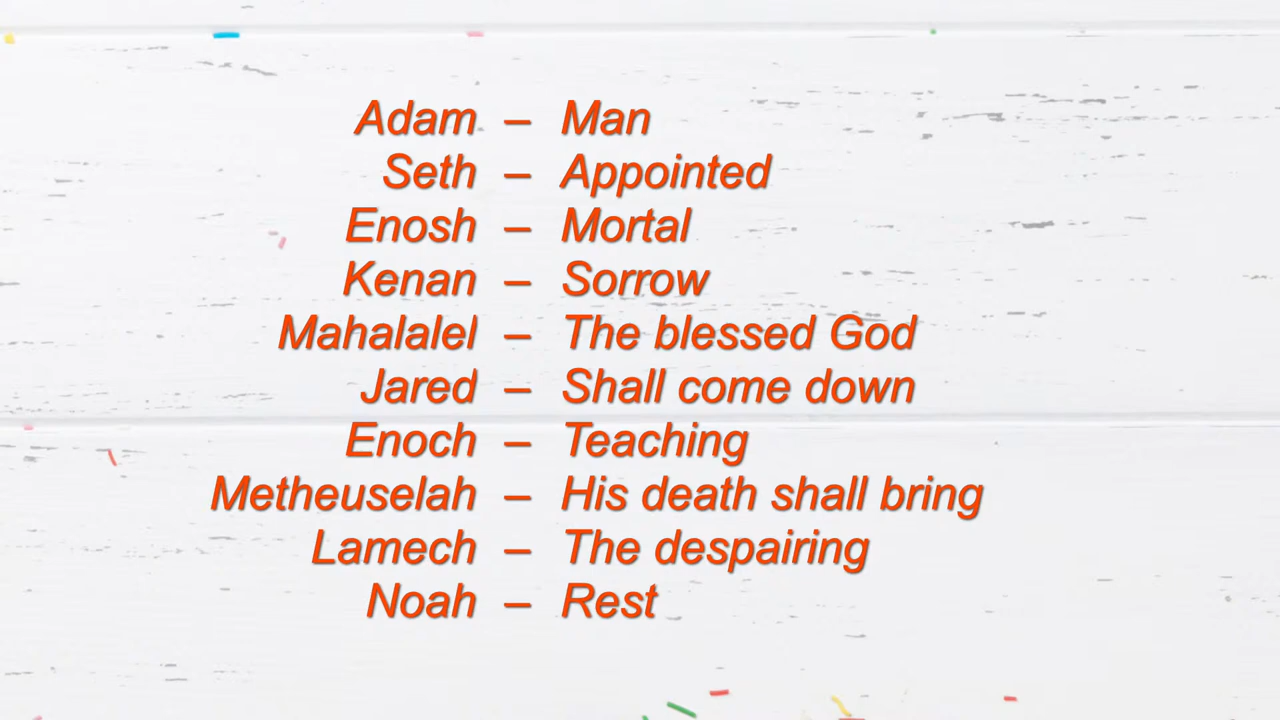 Adam – Man
Seth – Appointed
Enosh – Mortal
Kenan – Sorrow
Mahalalel – The blessed God
Jared – Shall come down
Enoch – Teaching
Metheuselah – His death shall bring
Lamech – The despairing
Noah – Rest